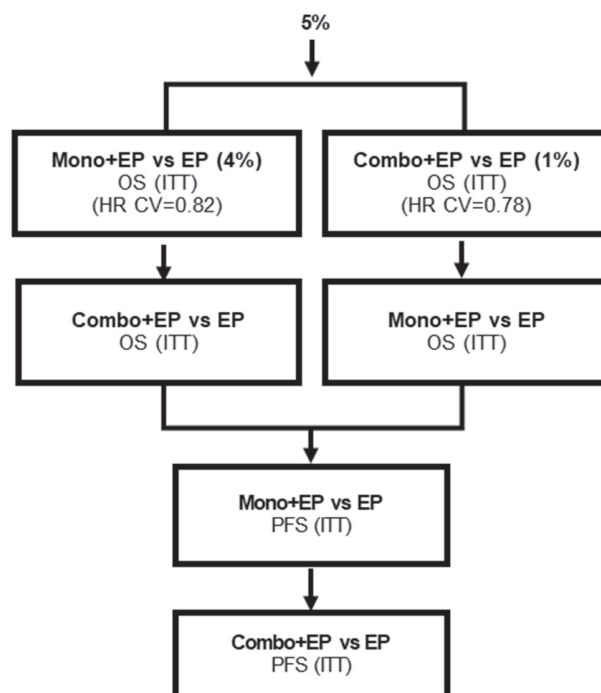 5%
Mono+EP vs EP (4%)
OS (ITT)
(HR CV=0.82)
Combo+EP vs EP (1%)
OS (ITT)
(HR CV=0.78)
Combo+EP vs EP
OS (ITT)
Mono+EP vs EP
OS (ITT)
Mono+EP vs EP
PFS (ITT)
Combo+EP vs EP
PFS (ITT)